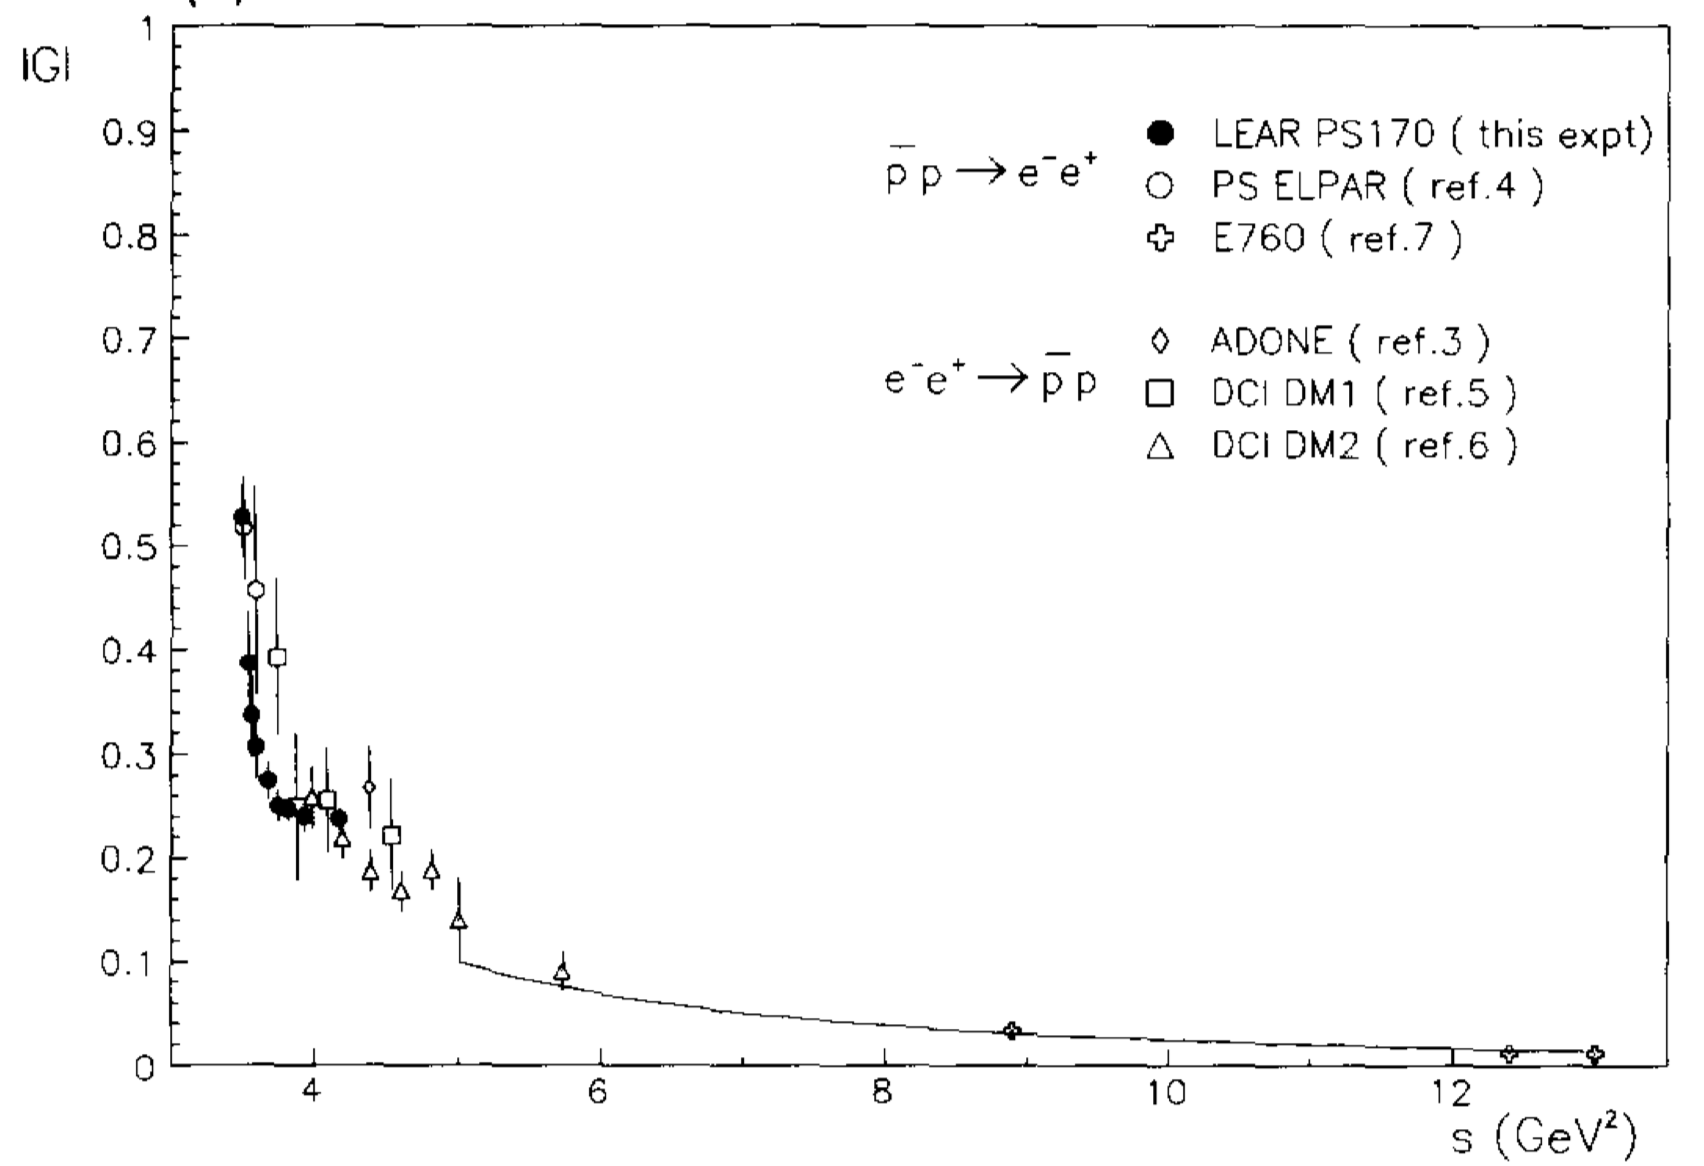 1
|G|
0.9
0.8
0.7
0.6
0.5
0.4
0.3
0.2
0.1
0
p̅ p → e⁻e⁺
● LEAR PS170 ( this expt)
○ PS ELPAR ( ref.4 )
E760 ( ref.7 )
e⁻e⁺ → p̅ p
◇ ADONE ( ref.3 )
□ DCI DM1 ( ref.5 )
△ DCI DM2 ( ref.6 )
4 6 8 10 12
s (GeV²)